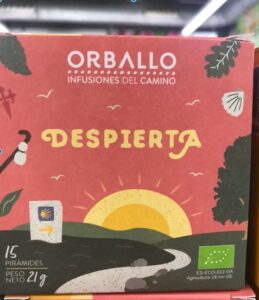 ORBALLO
INFUSIONES DEL CAMINO
DESPIERTA
15
PIRÁMIDES
PESO
NETO 21g
ES-ECO-022-GA
Agricultura UE/no UE